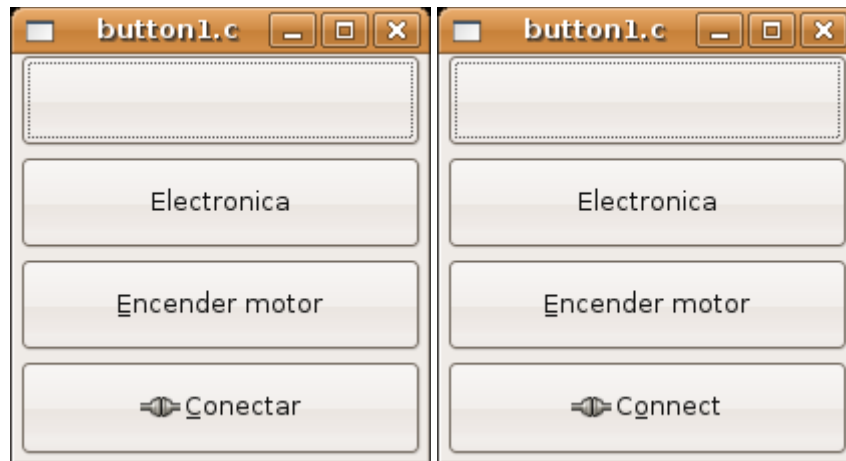 button1.c
Electronica
Encender motor
Conectar
button1.c
Electronica
Encender motor
Connect